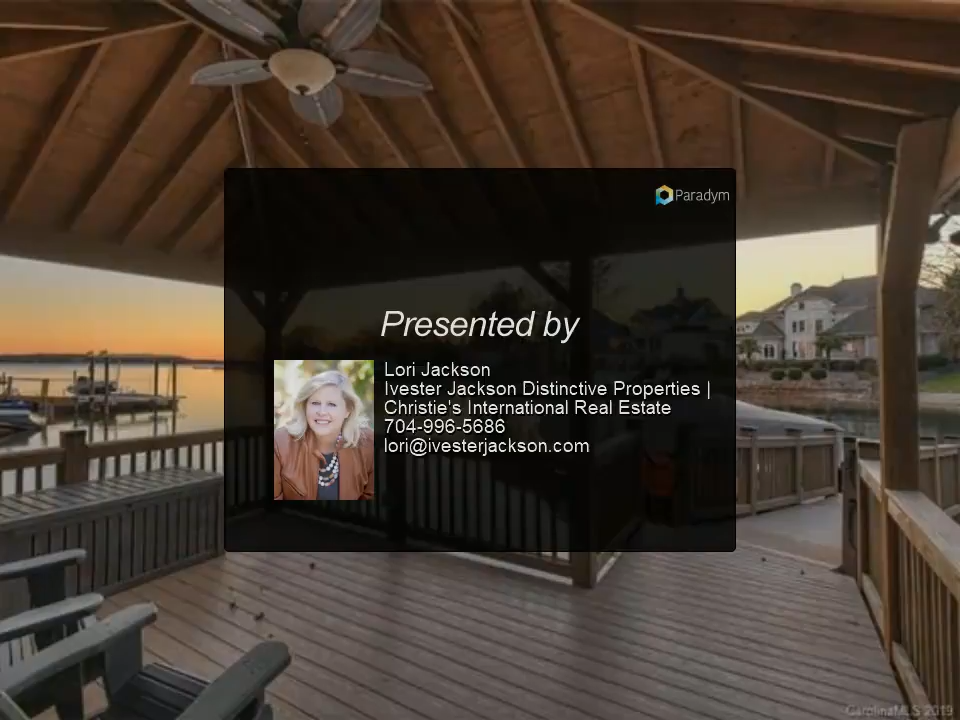 Paradym
Presented by
Lori Jackson
Ivester Jackson Distinctive Properties |
Christie's International Real Estate
704-996-5686
lori@ivesterjackson.com
CarolinaMLS 2019